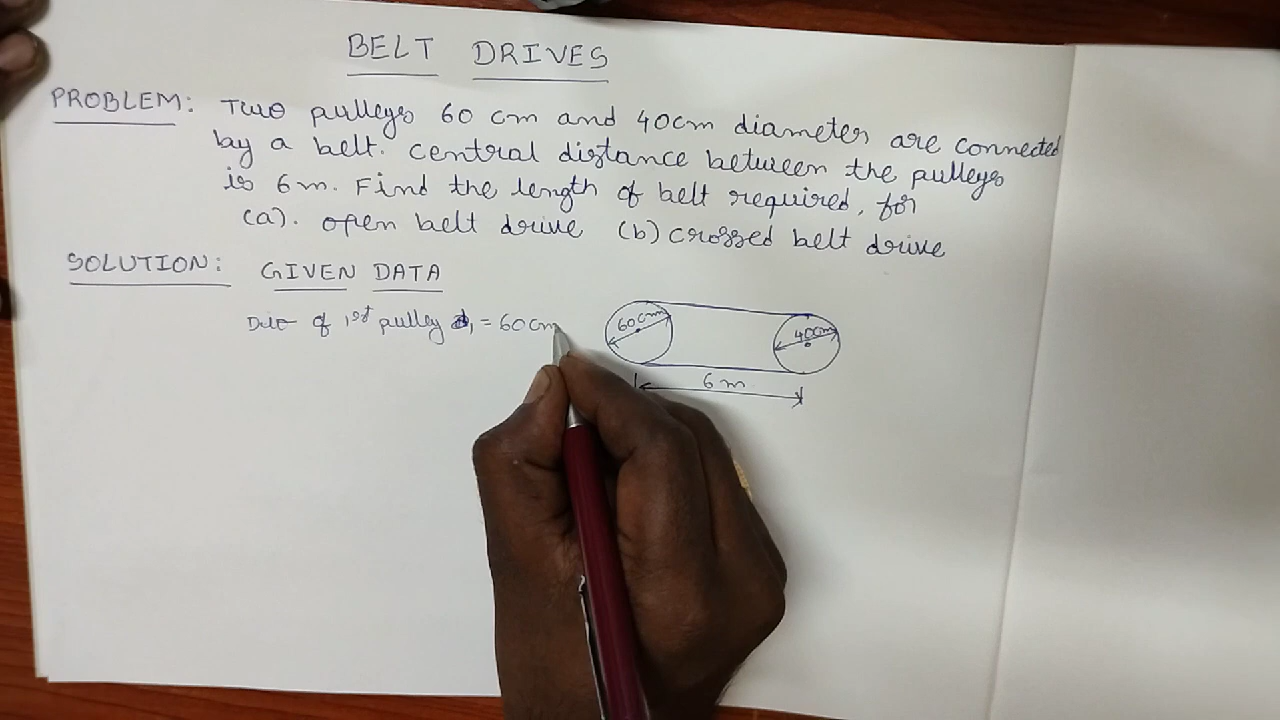 BELT DRIVES
PROBLEM: Two pulleys 60 cm and 40cm diameter are connected
by a belt. central distance between the pulleys
is 6m. Find the length of belt required, for
(a). open belt drive (b) crossed belt drive
SOLUTION: GIVEN DATA
of 1st pulley d1 = 60cm
60cm
40cm
6m